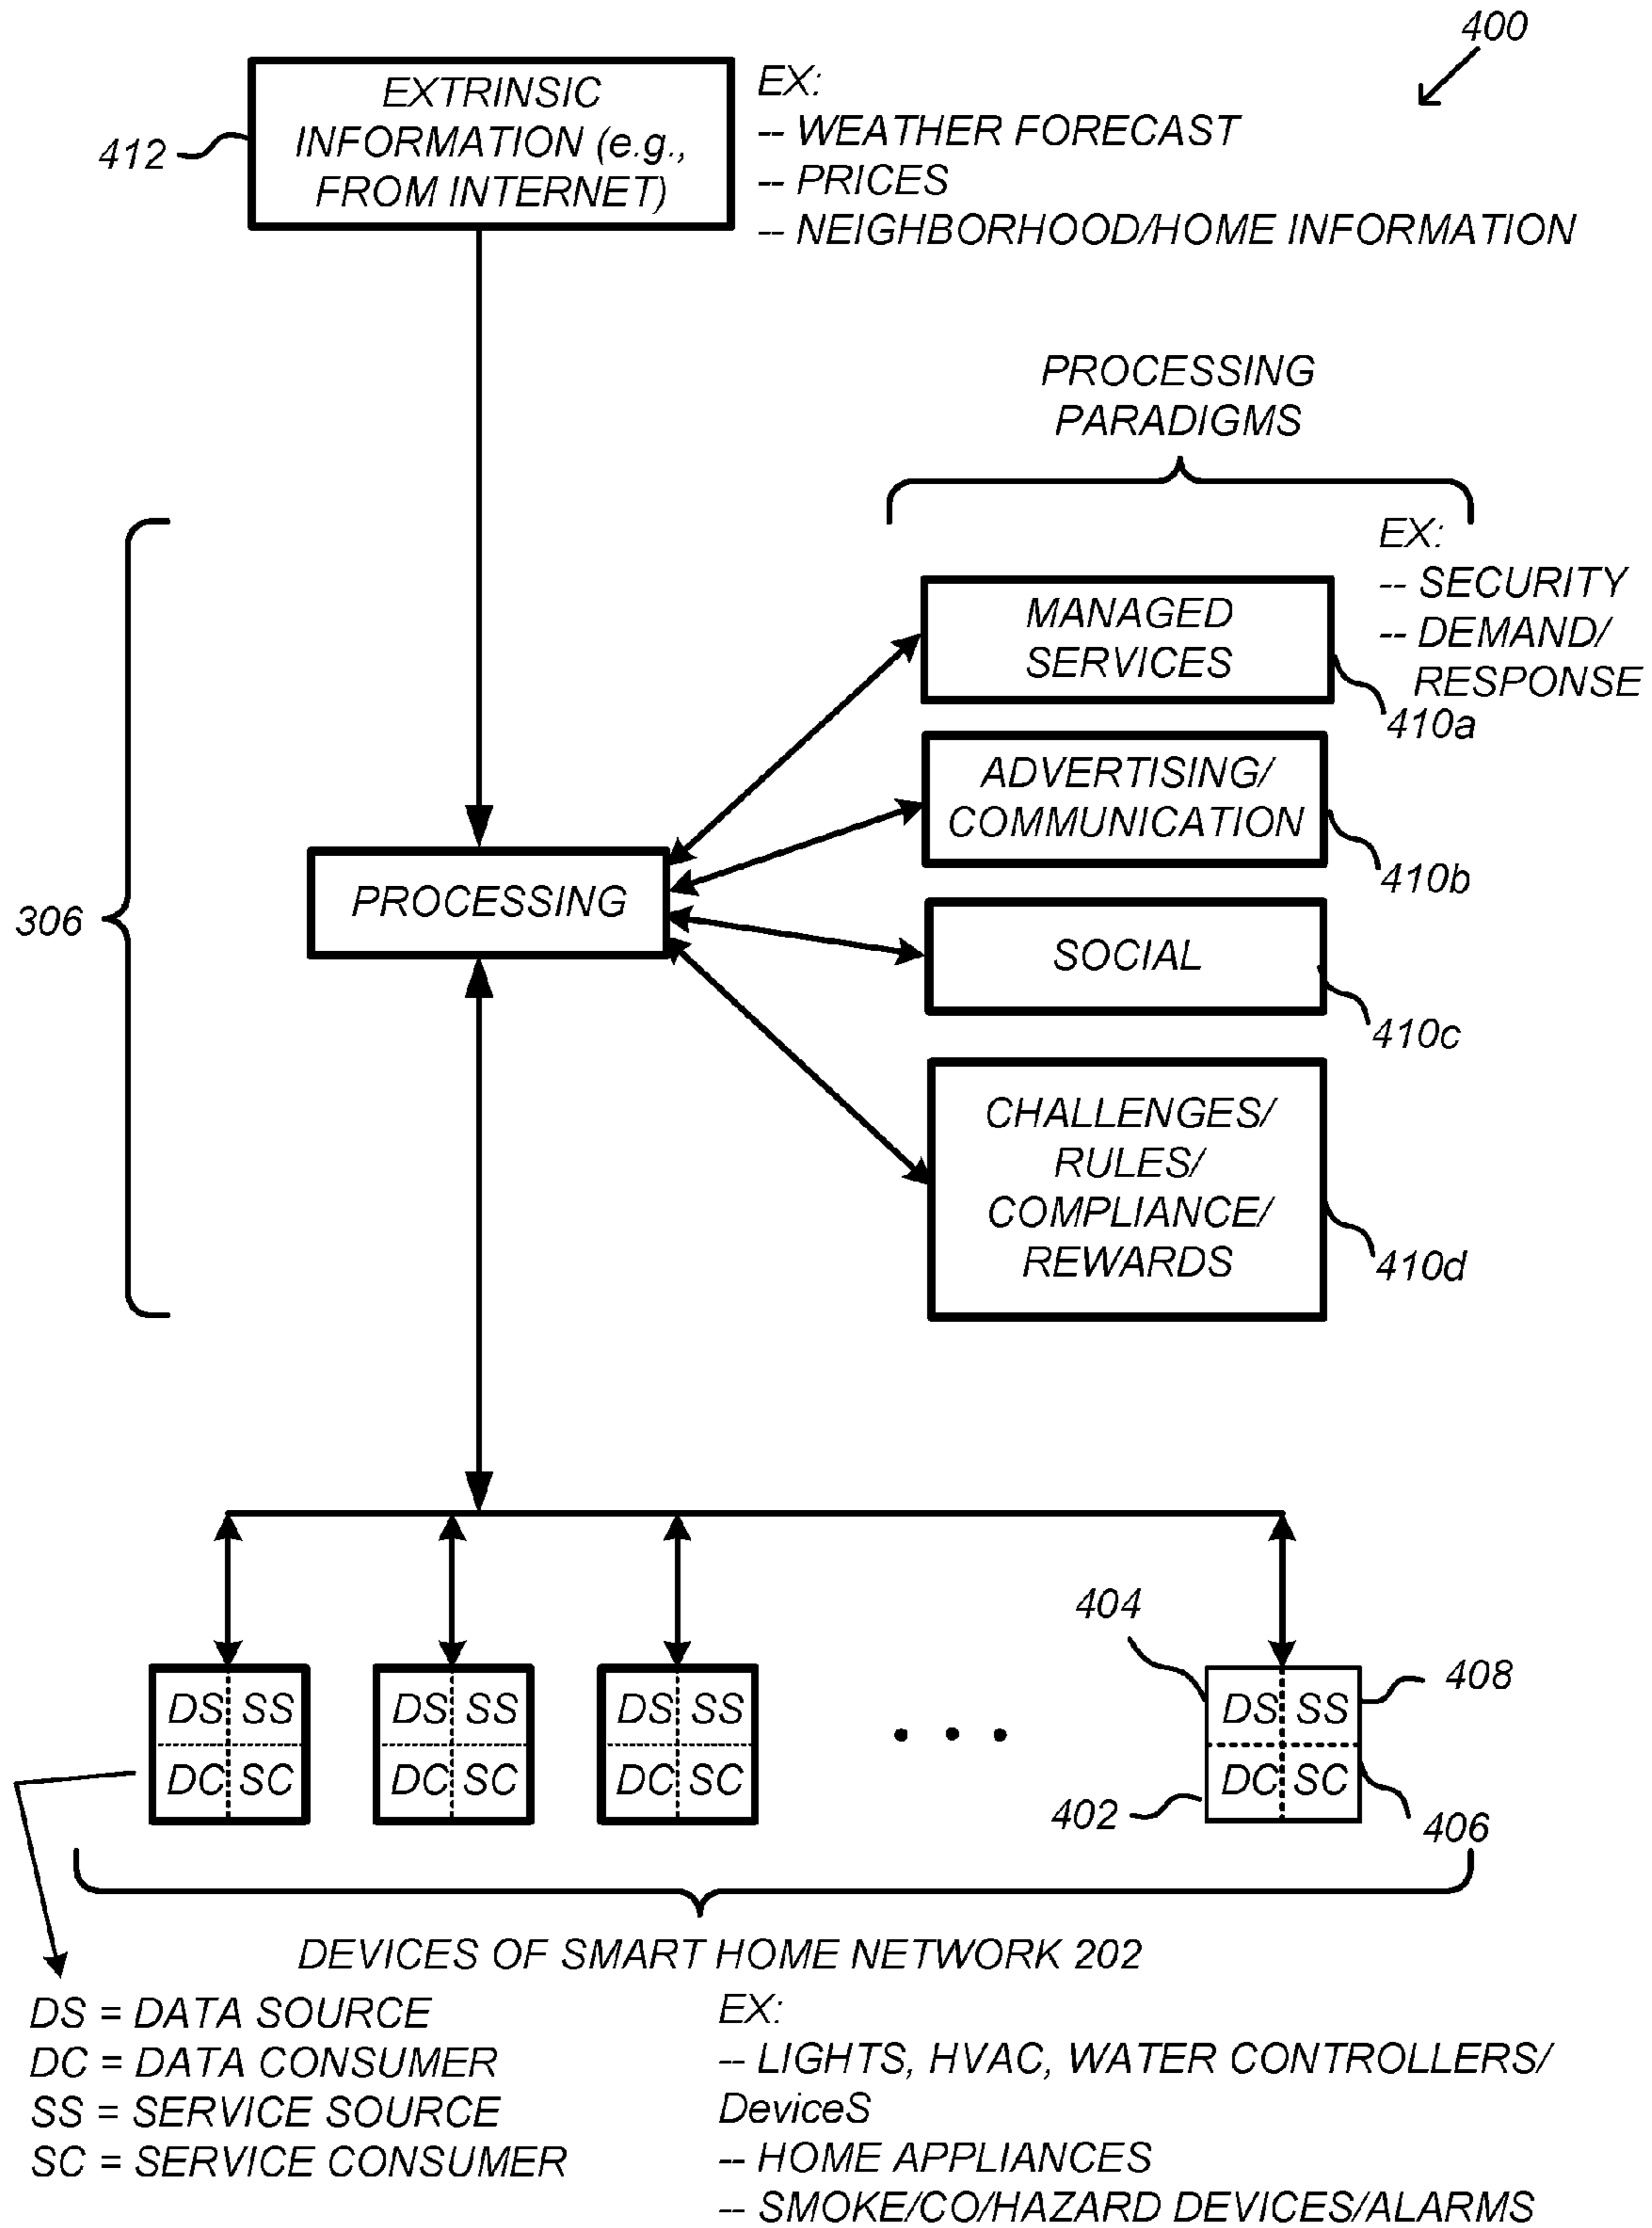 400
EXTRINSIC
INFORMATION (e.g.,
FROM INTERNET)
412
EX:
-- WEATHER FORECAST
-- PRICES
-- NEIGHBORHOOD/HOME INFORMATION
PROCESSING
PARADIGMS
EX:
-- SECURITY
-- DEMAND/
RESPONSE
MANAGED
SERVICES
410a
ADVERTISING/
COMMUNICATION
410b
306
PROCESSING
SOCIAL
410c
CHALLENGES/
RULES/
COMPLIANCE/
REWARDS
410d
404
408
DS SS
DC SC
DS SS
DC SC
DS SS
DC SC
. . .
DS SS
DC SC
402
406
DEVICES OF SMART HOME NETWORK 202
DS = DATA SOURCE
DC = DATA CONSUMER
SS = SERVICE SOURCE
SC = SERVICE CONSUMER
EX:
-- LIGHTS, HVAC, WATER CONTROLLERS/
DeviceS
-- HOME APPLIANCES
-- SMOKE/CO/HAZARD DEVICES/ALARMS